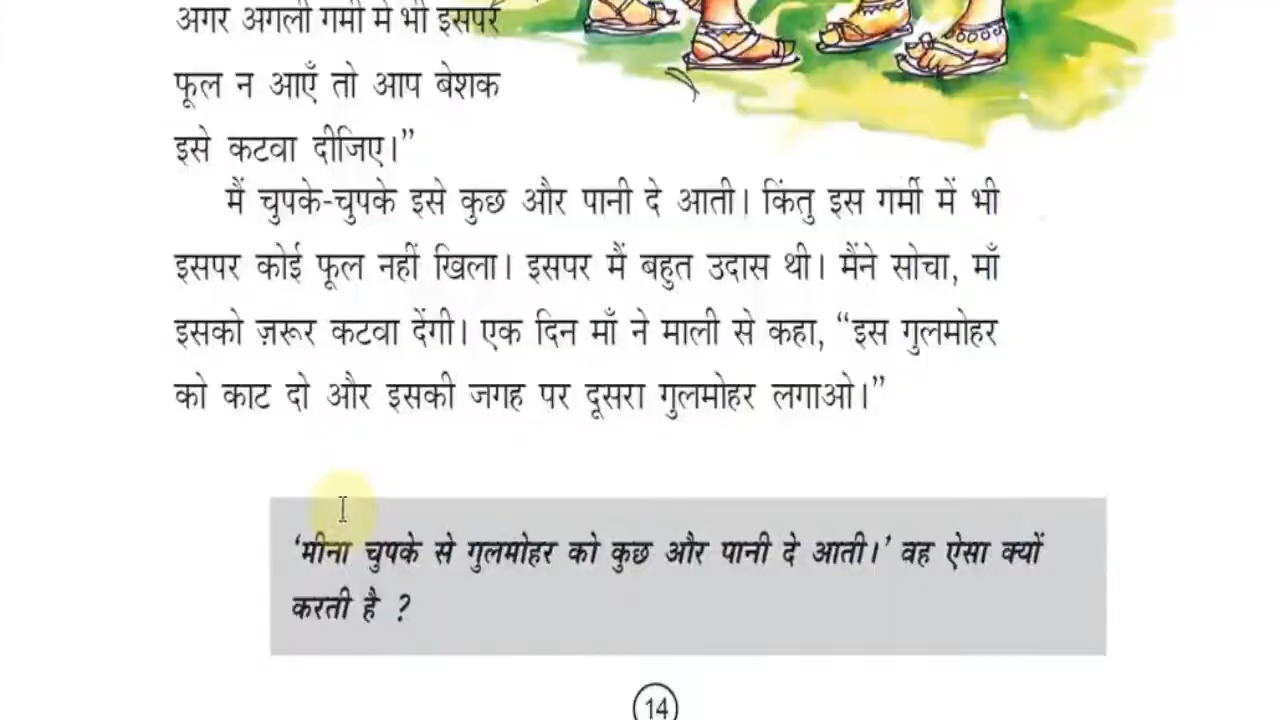 अगर अगली गर्मी में भी इसपर
फूल न आएँ तो आप बेशक
इसे कटवा दीजिए।”
मैं चुपके-चुपके इसे कुछ और पानी दे आती। किंतु इस गर्मी में भी
इसपर कोई फूल नहीं खिला। इसपर मैं बहुत उदास थी। मैंने सोचा, माँ
इसको ज़रूर कटवा देंगी। एक दिन माँ ने माली से कहा, “इस गुलमोहर
को काट दो और इसकी जगह पर दूसरा गुलमोहर लगाओ।”
‘मीना चुपके से गुलमोहर को कुछ और पानी दे आती।’ वह ऐसा क्यों
करती है ?
14